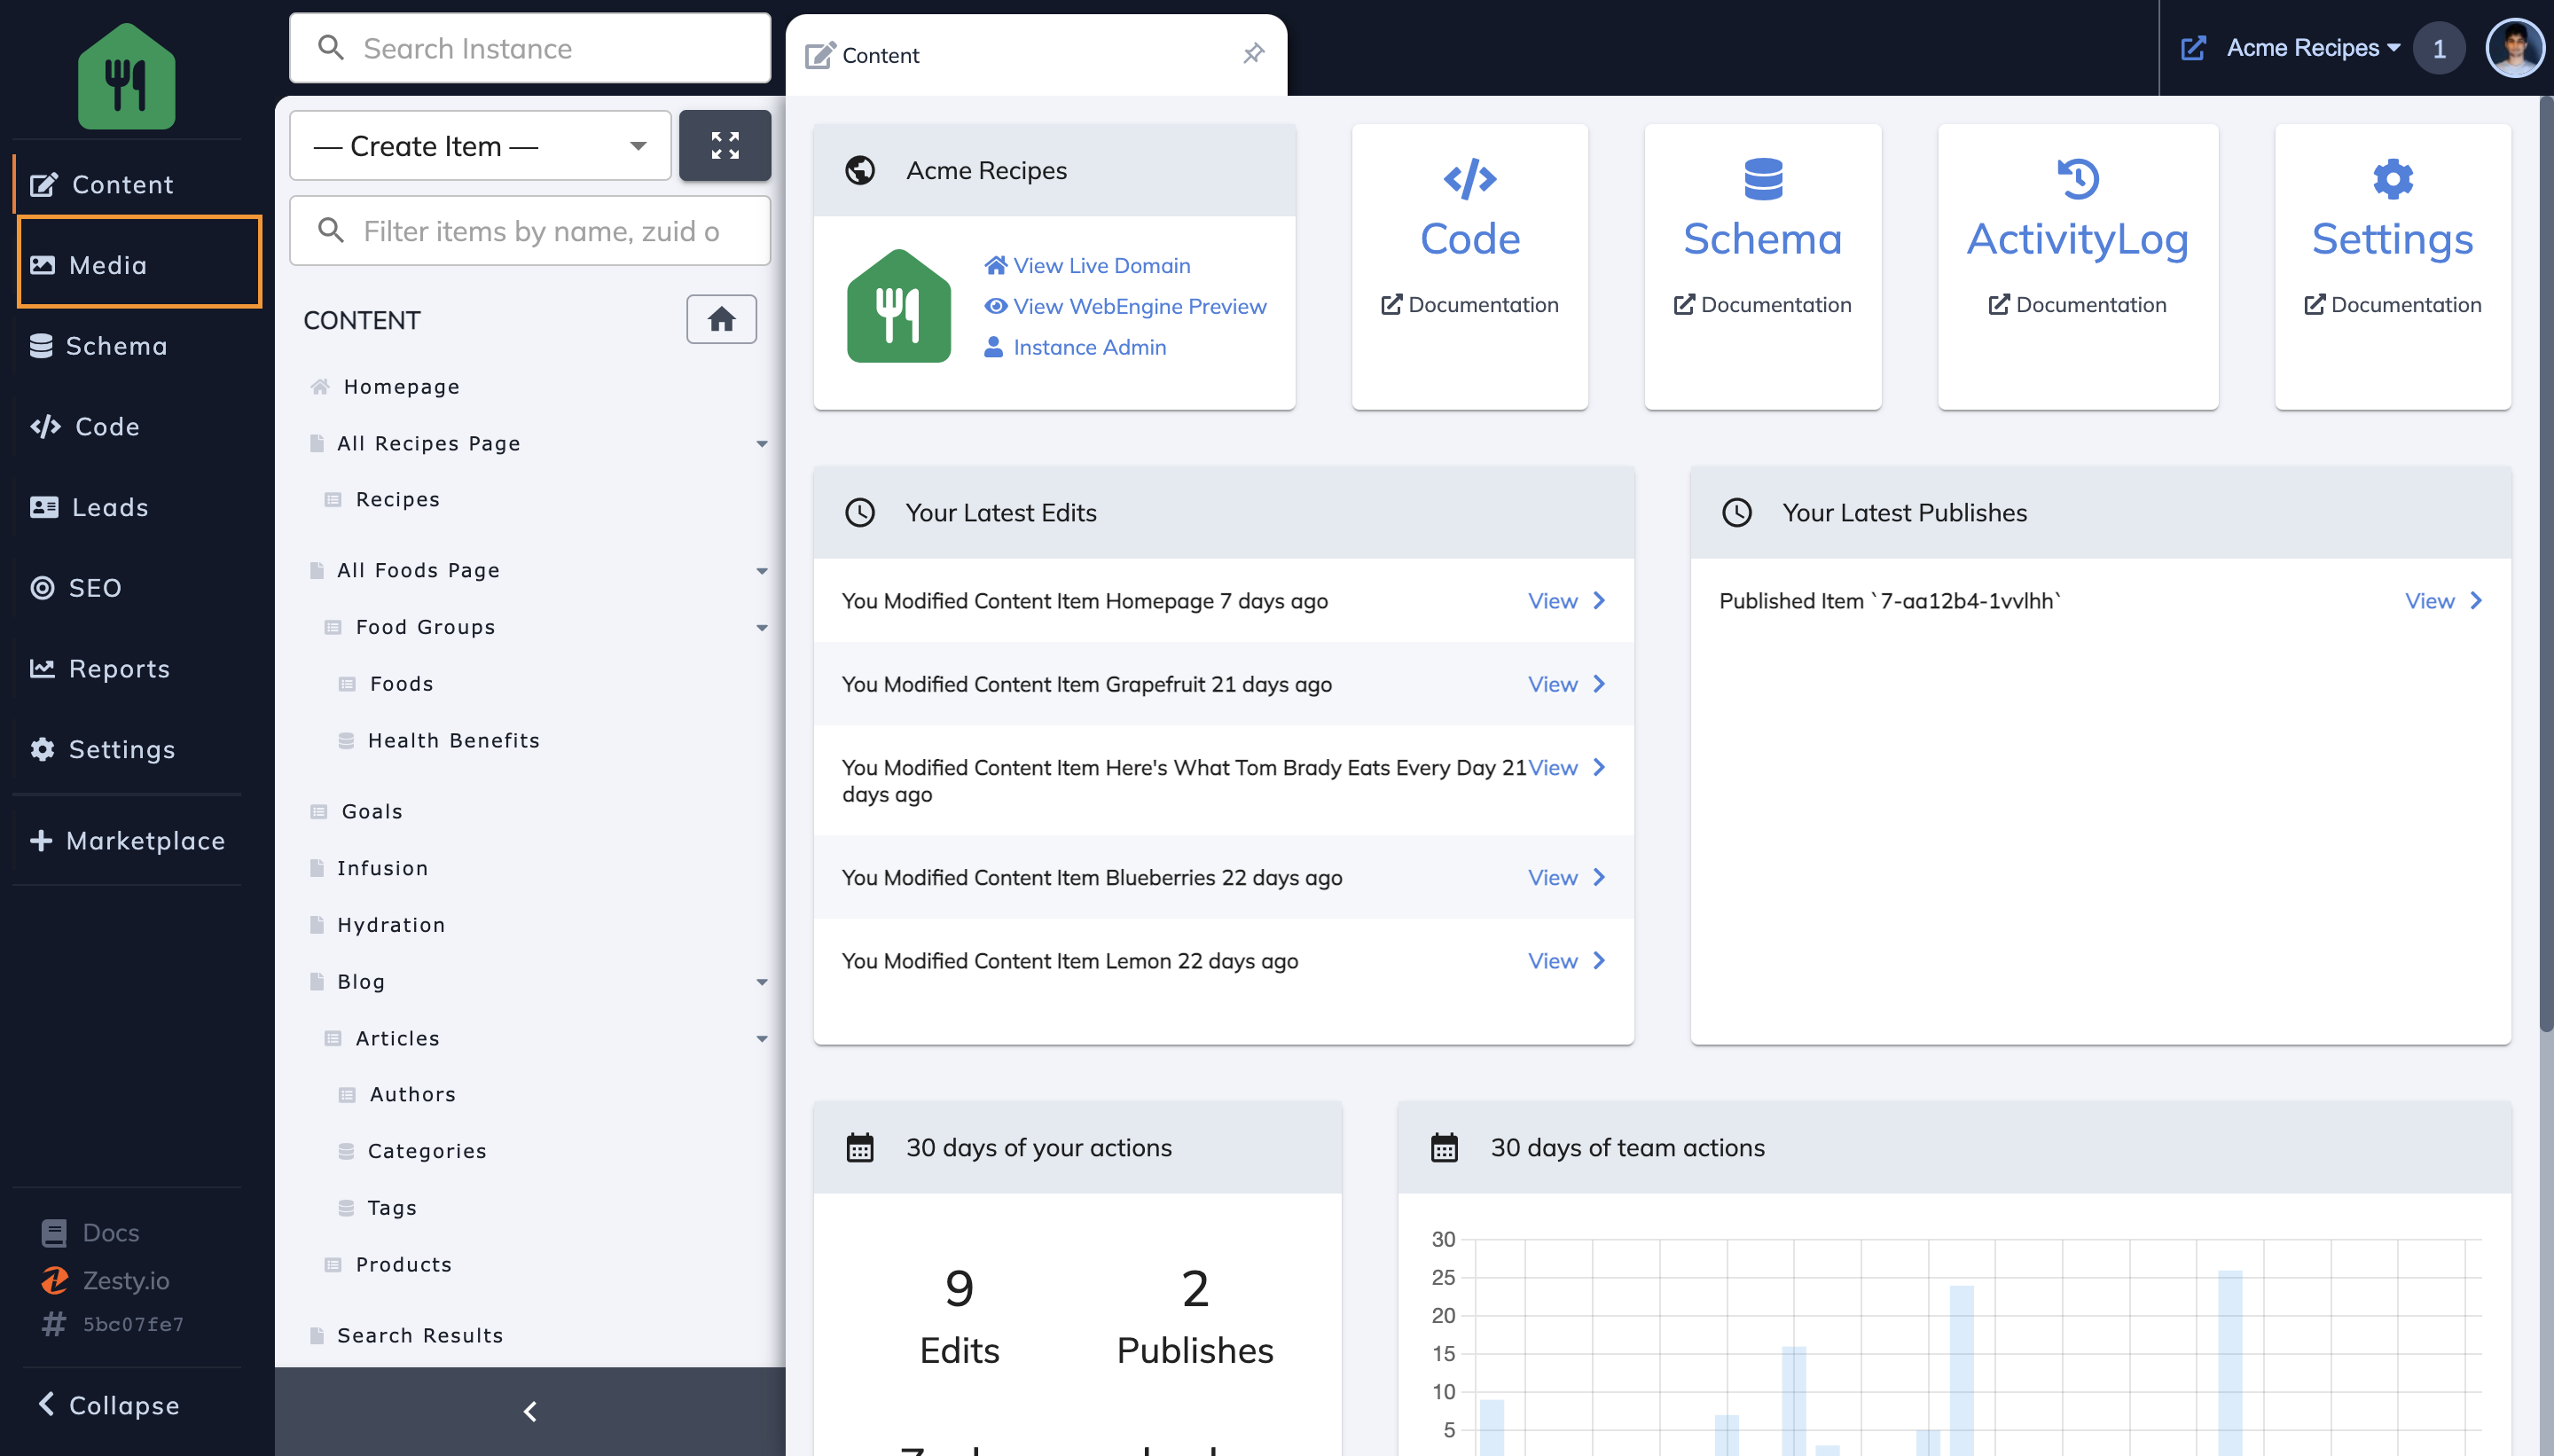 Content
Media
Schema
Code
Leads
SEO
Reports
Settings
Marketplace
Docs
Zesty.io
5bc07fe7
Collapse
Search Instance
— Create Item —
Filter items by name, zuid o
CONTENT
Homepage
All Recipes Page
Recipes
All Foods Page
Food Groups
Foods
Health Benefits
Goals
Infusion
Hydration
Blog
Articles
Authors
Categories
Tags
Products
Search Results
Content
Acme Recipes
1
Acme Recipes
View Live Domain
View WebEngine Preview
Instance Admin
Code
Documentation
Schema
Documentation
ActivityLog
Documentation
Settings
Documentation
Your Latest Edits
You Modified Content Item Homepage 7 days ago View
You Modified Content Item Grapefruit 21 days ago View
You Modified Content Item Here's What Tom Brady Eats Every Day 21 View
days ago
You Modified Content Item Blueberries 22 days ago View
You Modified Content Item Lemon 22 days ago View
Your Latest Publishes
Published Item `7-aa12b4-1vvlhh` View
30 days of your actions
9
Edits
2
Publishes
30 days of team actions
30
25
20
15
10
5